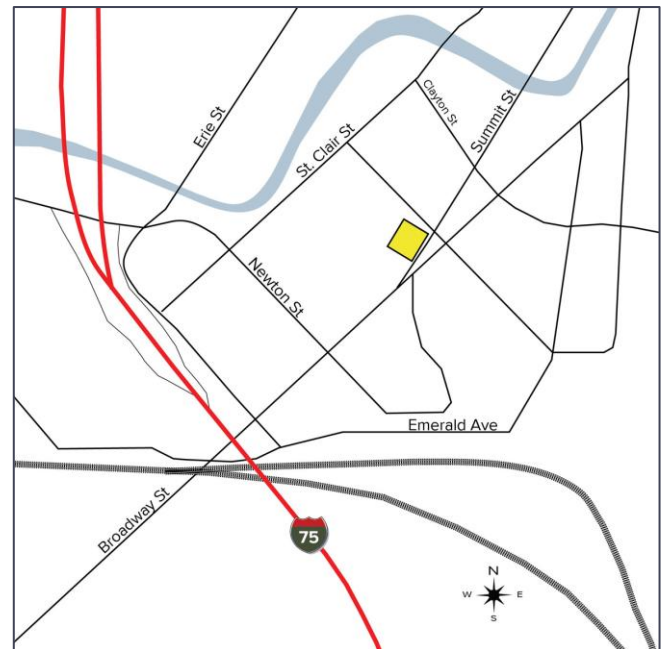 Erie St
St. Clair St
Clayton St
Summit St
Newton St
Emerald Ave
Broadway St
75
N
W
E
S